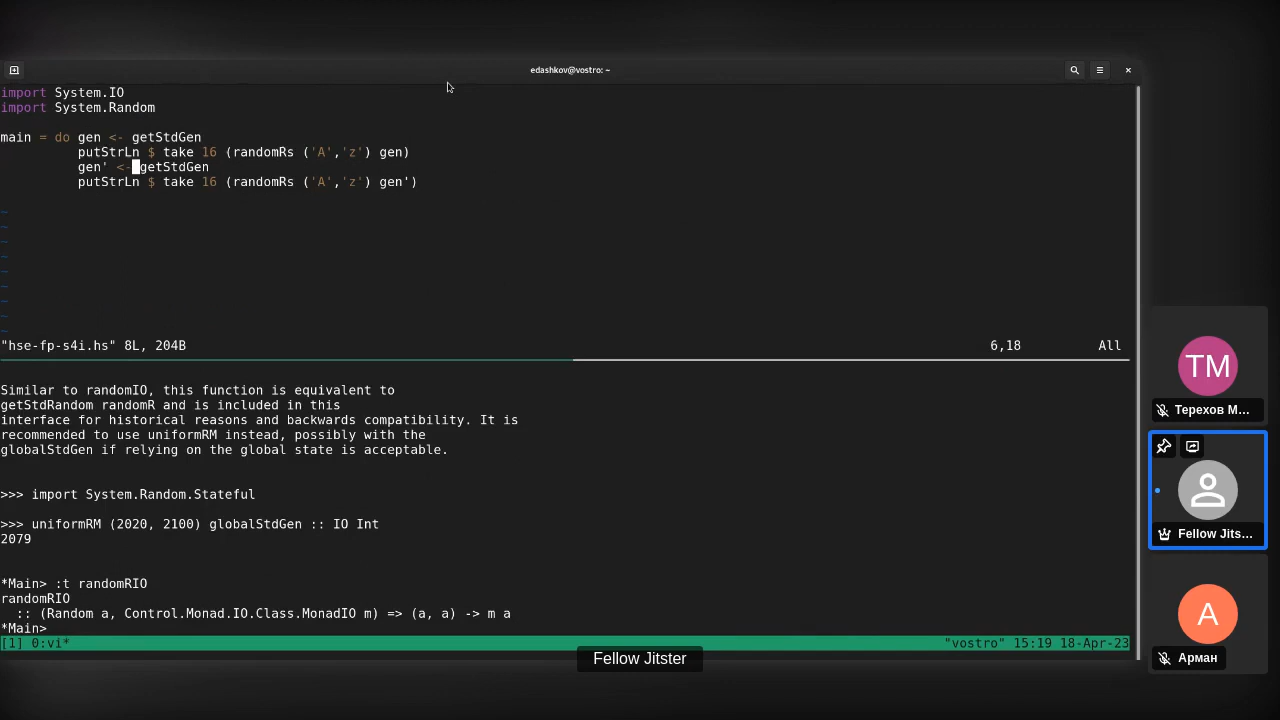 edashkov@vostro: ~
import System.IO
import System.Random
main = do gen <- getStdGen
putStrLn $ take 16 (randomRs ('A','z') gen)
gen' <- getStdGen
putStrLn $ take 16 (randomRs ('A','z') gen')
~
~
~
~
~
~
~
~
~
"hse-fp-s4i.hs" 8L, 204B 6,18 All
Similar to randomIO, this function is equivalent to
getStdRandom randomR and is included in this
interface for historical reasons and backwards compatibility. It is
recommended to use uniformRM instead, possibly with the
globalStdGen if relying on the global state is acceptable.
>>> import System.Random.Stateful
>>> uniformRM (2020, 2100) globalStdGen :: IO Int
2079
*Main> :t randomRIO
randomRIO
:: (Random a, Control.Monad.IO.Class.MonadIO m) => (a, a) -> m a
*Main>
[1] 0:vi* "vostro" 15:19 18-Apr-23
Fellow Jitster
TM
Терехов М...
Fellow Jits...
A
Арман